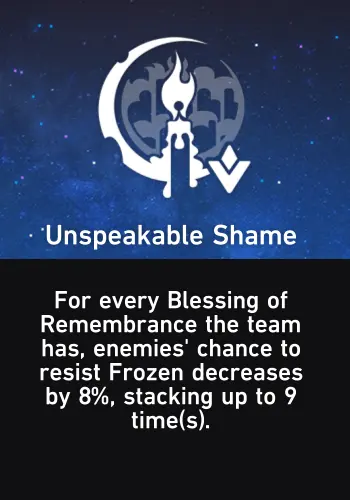 Unspeakable Shame
For every Blessing of
Remembrance the team
has, enemies' chance to
resist Frozen decreases
by 8%, stacking up to 9
time(s).